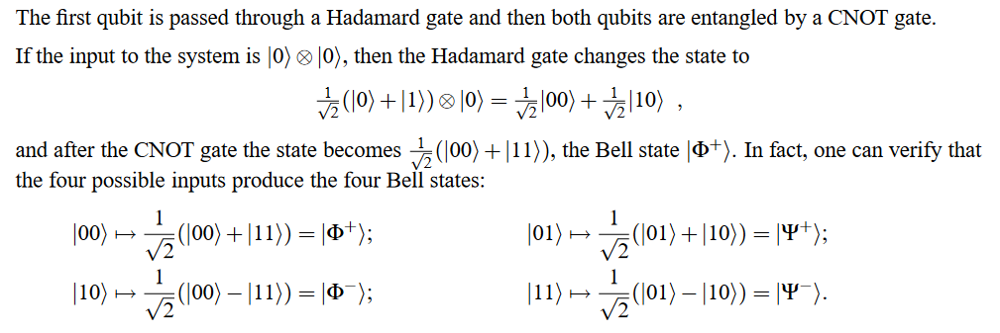 The first qubit is passed through a Hadamard gate and then both qubits are entangled by a CNOT gate.
If the input to the system is |0⟩ ⊗ |0⟩, then the Hadamard gate changes the state to
1/√2(|0⟩ + |1⟩) ⊗ |0⟩ = 1/√2|00⟩ + 1/√2|10⟩ ,
and after the CNOT gate the state becomes 1/√2(|00⟩ + |11⟩), the Bell state |Φ⁺⟩. In fact, one can verify that
the four possible inputs produce the four Bell states:
|00⟩ ↦ 1/√2(|00⟩ + |11⟩) = |Φ⁺⟩; |01⟩ ↦ 1/√2(|01⟩ + |10⟩) = |Ψ⁺⟩;
|10⟩ ↦ 1/√2(|00⟩ − |11⟩) = |Φ⁻⟩; |11⟩ ↦ 1/√2(|01⟩ − |10⟩) = |Ψ⁻⟩.